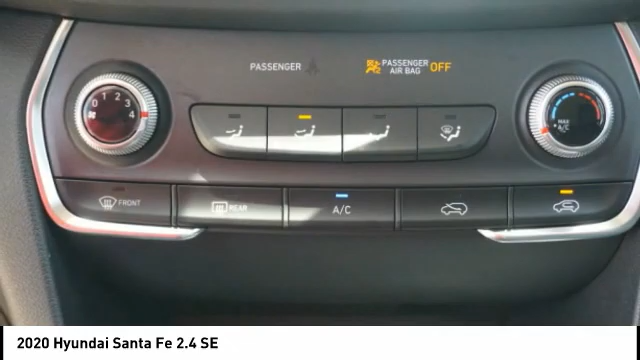 PASSENGER
PASSENGER
AIR BAG OFF
0 1 2 3 4
MAX
A/C
FRONT
REAR
A/C
2020 Hyundai Santa Fe 2.4 SE